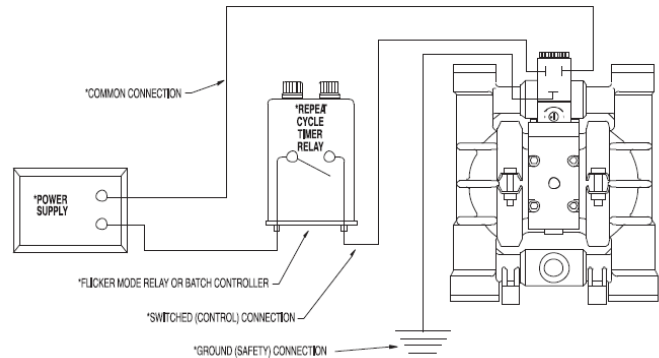 *COMMON CONNECTION
*REPEAT
CYCLE
TIMER
RELAY
*POWER
SUPPLY
*FLICKER MODE RELAY OR BATCH CONTROLLER
*SWITCHED (CONTROL) CONNECTION
*GROUND (SAFETY) CONNECTION